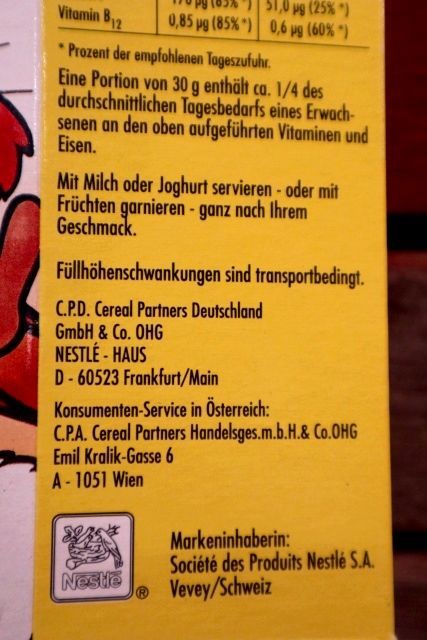 Vitamin B12 0,85 µg (85% *) 0,6 µg (60% *)
* Prozent der empfohlenen Tageszufuhr.
Eine Portion von 30 g enthält ca. 1/4 des
durchschnittlichen Tagesbedarfs eines Erwach-
senen an den oben aufgeführten Vitaminen und
Eisen.
Mit Milch oder Joghurt servieren - oder mit
Früchten garnieren - ganz nach Ihrem
Geschmack.
Füllhöhenschwankungen sind transportbedingt.
C.P.D. Cereal Partners Deutschland
GmbH & Co. OHG
NESTLÉ - HAUS
D - 60523 Frankfurt/Main
Konsumenten-Service in Österreich:
C.P.A. Cereal Partners Handelsges.m.b.H.& Co.OHG
Emil Kralik-Gasse 6
A - 1051 Wien
Nestlé ®
Markeninhaberin:
Société des Produits Nestlé S.A.
Vevey/Schweiz